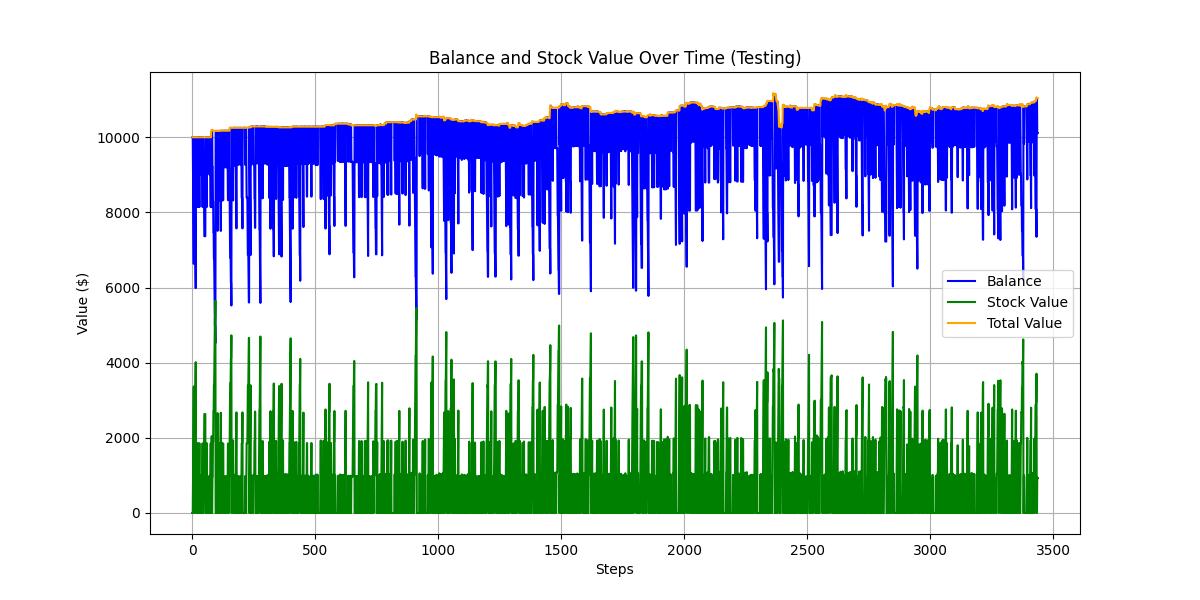 Balance and Stock Value Over Time (Testing)
Value ($)
10000
8000
6000
4000
2000
0
Balance
Stock Value
Total Value
0 500 1000 1500 2000 2500 3000 3500
Steps